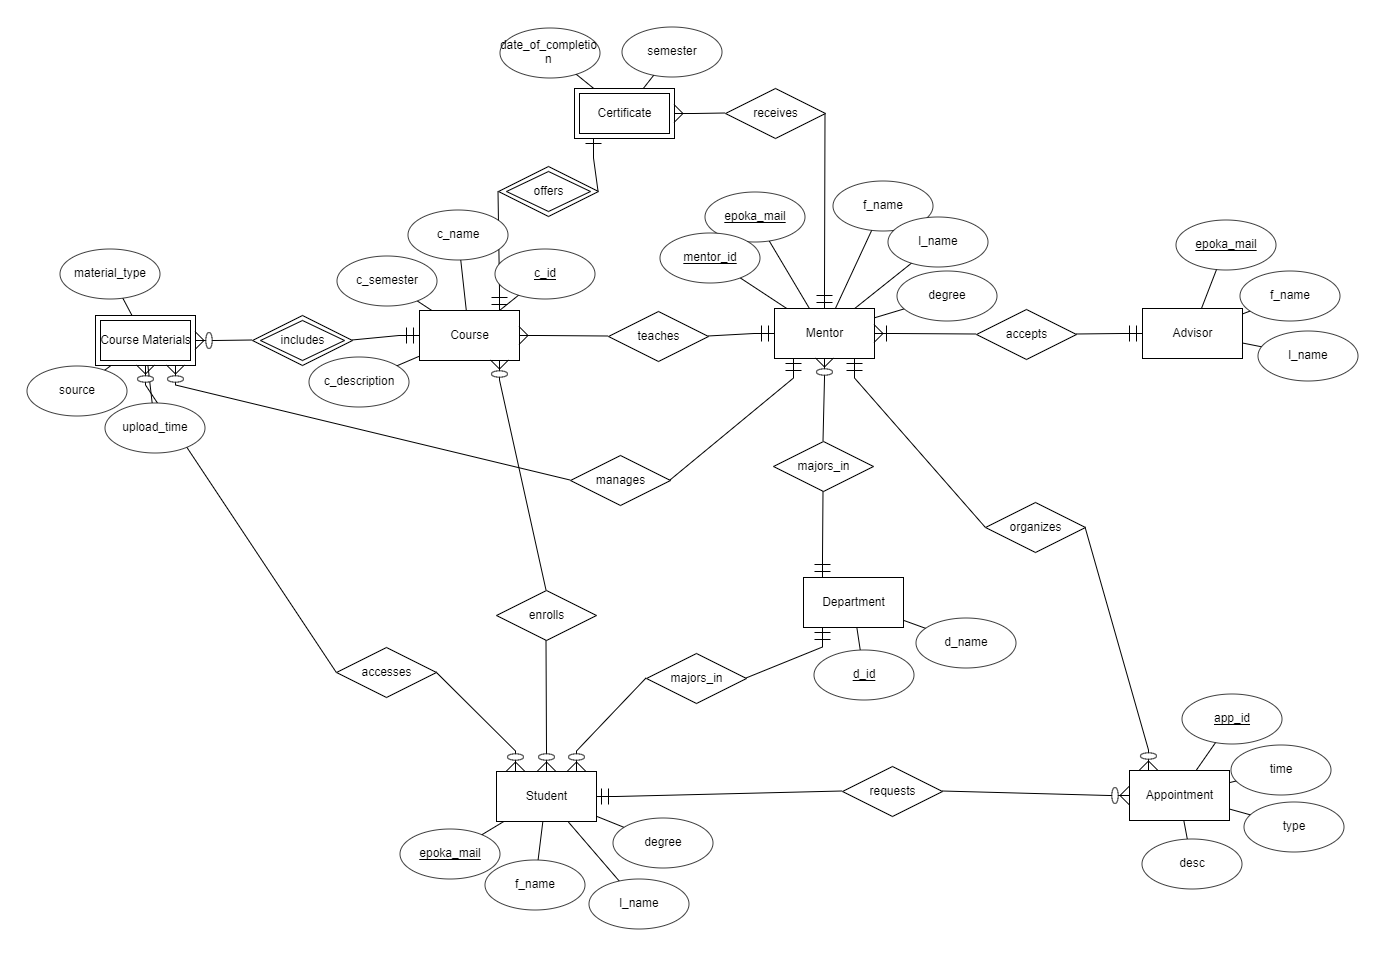 date_of_completio
n
semester
Certificate
receives
offers
epoka_mail
f_name
c_name
l_name
epoka_mail
mentor_id
material_type
c_semester
c_id
degree
f_name
Course Materials
includes
Course
teaches
Mentor
accepts
Advisor
l_name
c_description
source
upload_time
majors_in
manages
organizes
Department
enrolls
d_name
accesses
majors_in
d_id
app_id
time
Student
requests
Appointment
type
degree
epoka_mail
desc
f_name
l_name